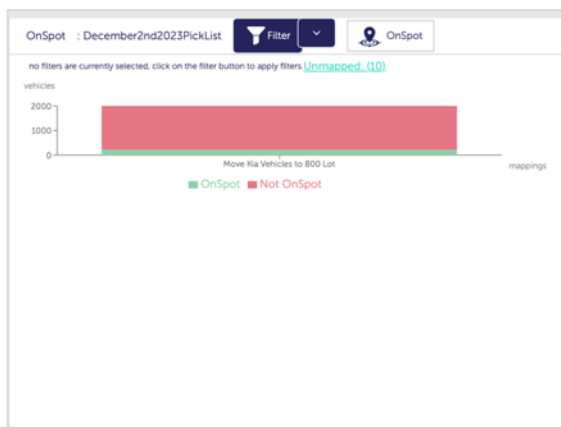 OnSpot : December2nd2023PickList Filter OnSpot
no filters are currently selected, click on the filter button to apply filters. Unmapped: (10)
vehicles
2000
1000
0
Move Kia Vehicles to 800 Lot
mappings
OnSpot Not OnSpot